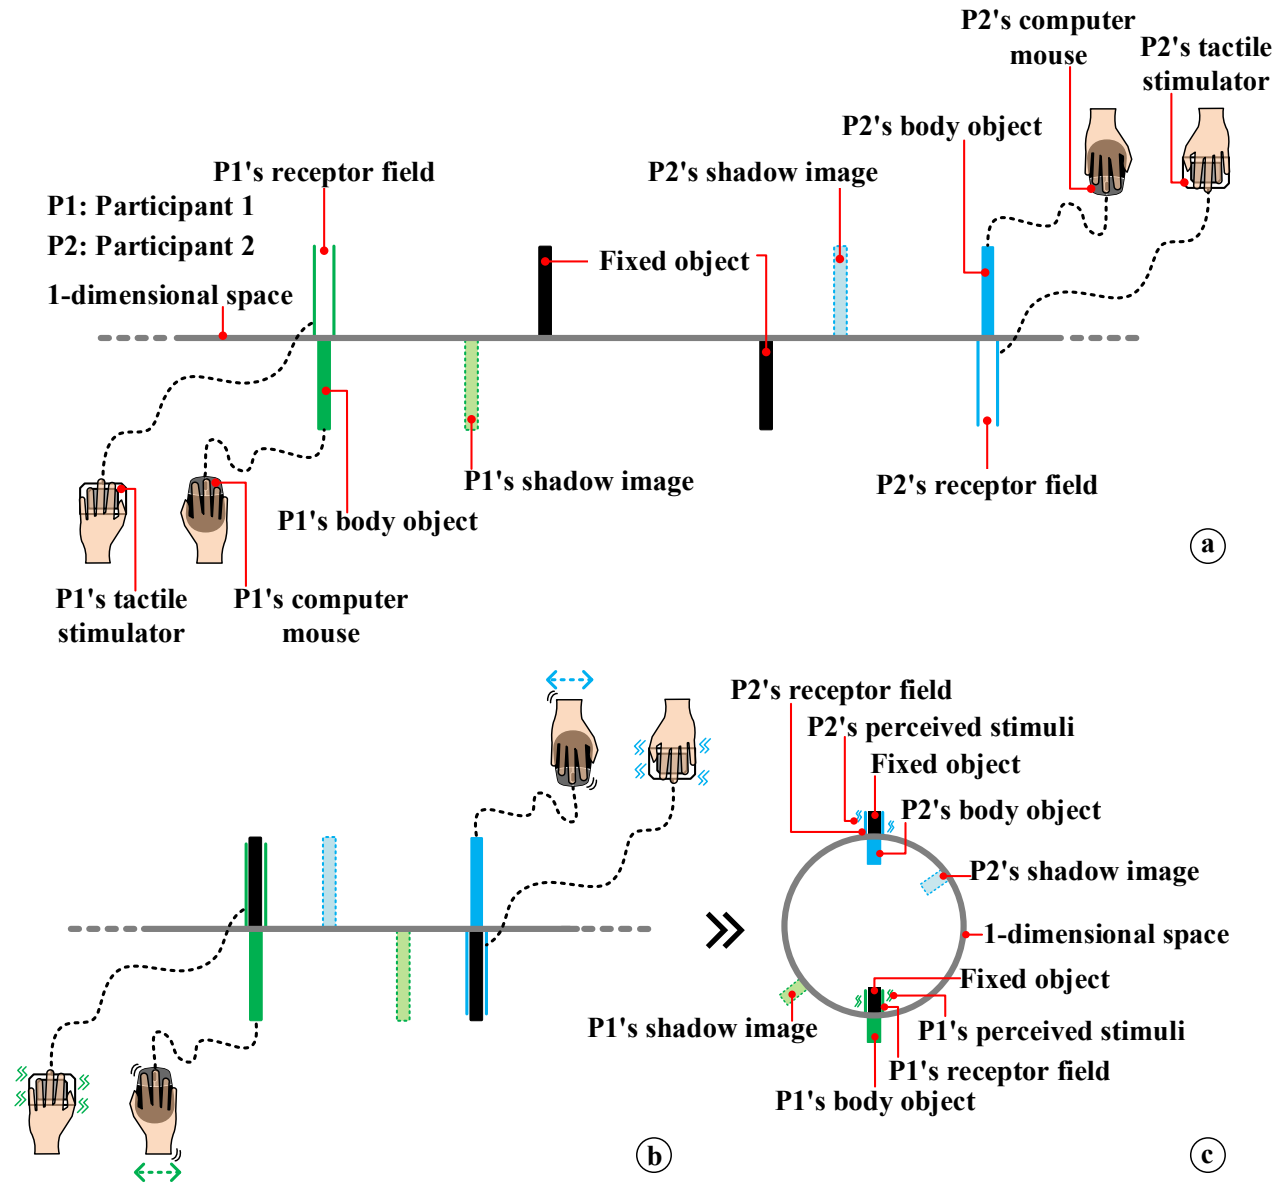 P2's computer
mouse
P2's tactile
stimulator
P2's body object
P1's receptor field
P2's shadow image
P1: Participant 1
P2: Participant 2
Fixed object
1-dimensional space
P1's shadow image
P2's receptor field
P1's body object
a
P1's tactile
stimulator
P1's computer
mouse
P2's receptor field
P2's perceived stimuli
Fixed object
P2's body object
P2's shadow image
1-dimensional space
Fixed object
P1's shadow image
P1's perceived stimuli
P1's receptor field
P1's body object
b
c